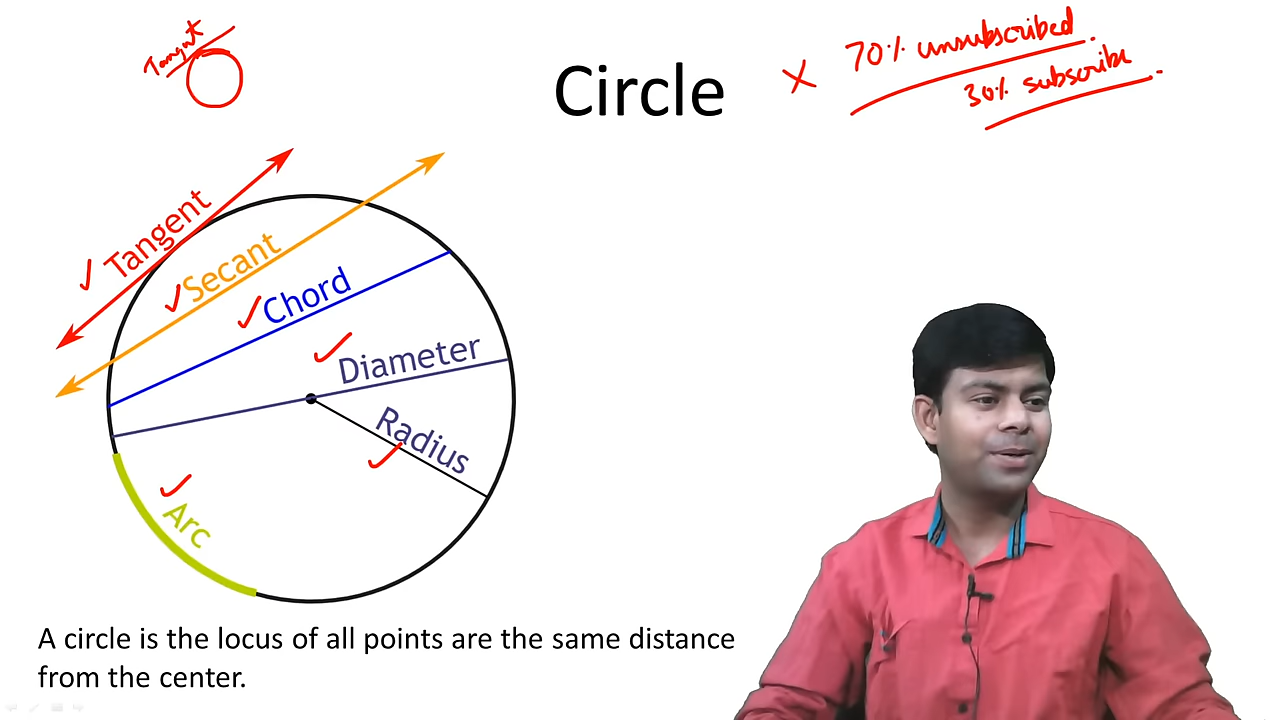 Tangent
Circle
70% unsubscribed
30% subscribe
Tangent
Secant
Chord
Diameter
Radius
Arc
A circle is the locus of all points are the same distance
from the center.